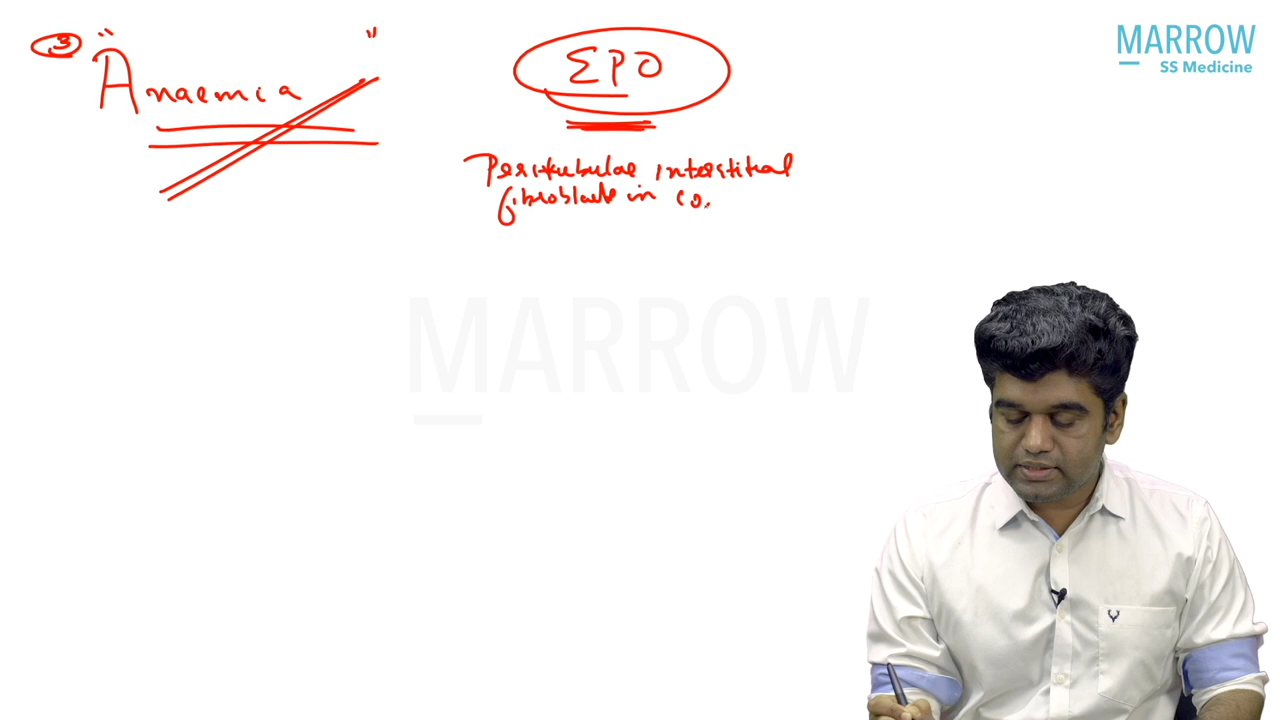 3 "Anaemia"
EPO
Peritubular interstitial
fibroblasts in co
MARROW
SS Medicine
MARROW